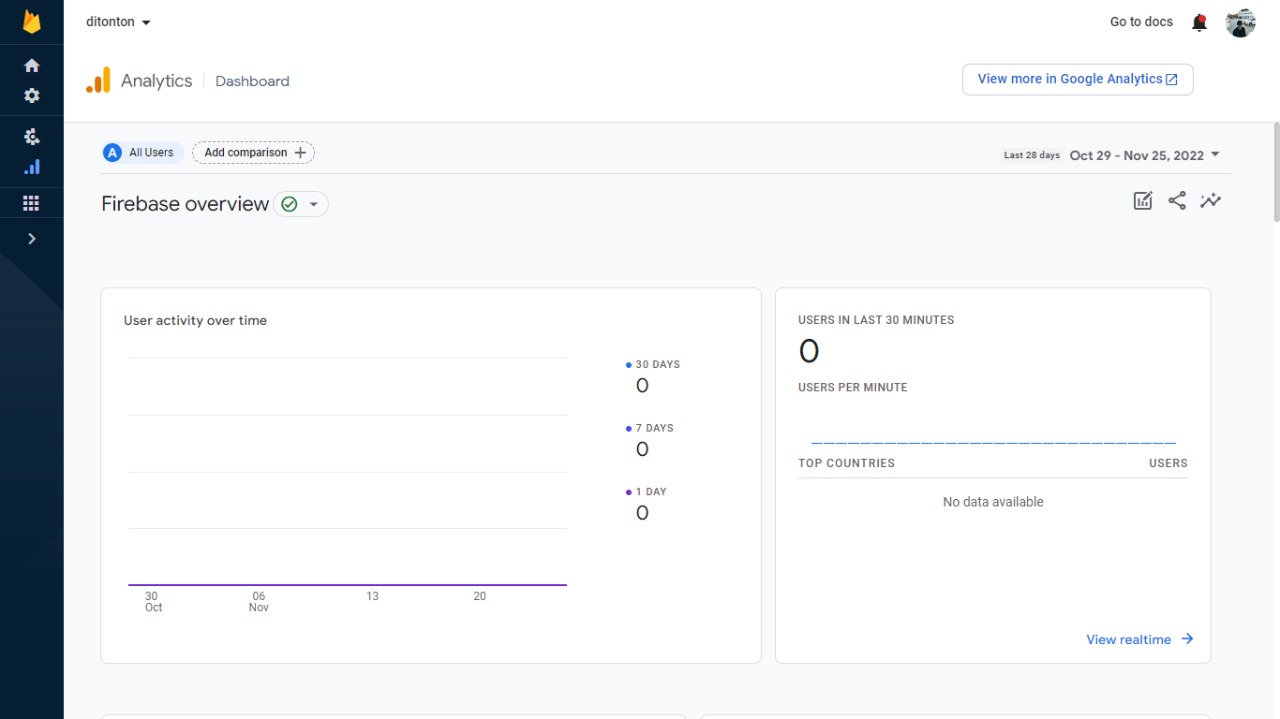 ditonton
Go to docs
Analytics
Dashboard
View more in Google Analytics
A All Users
Add comparison
Last 28 days Oct 29 - Nov 25, 2022
Firebase overview
User activity over time
30 DAYS
0
7 DAYS
0
1 DAY
0
30
Oct
06
Nov
13
20
USERS IN LAST 30 MINUTES
0
USERS PER MINUTE
TOP COUNTRIES USERS
No data available
View realtime